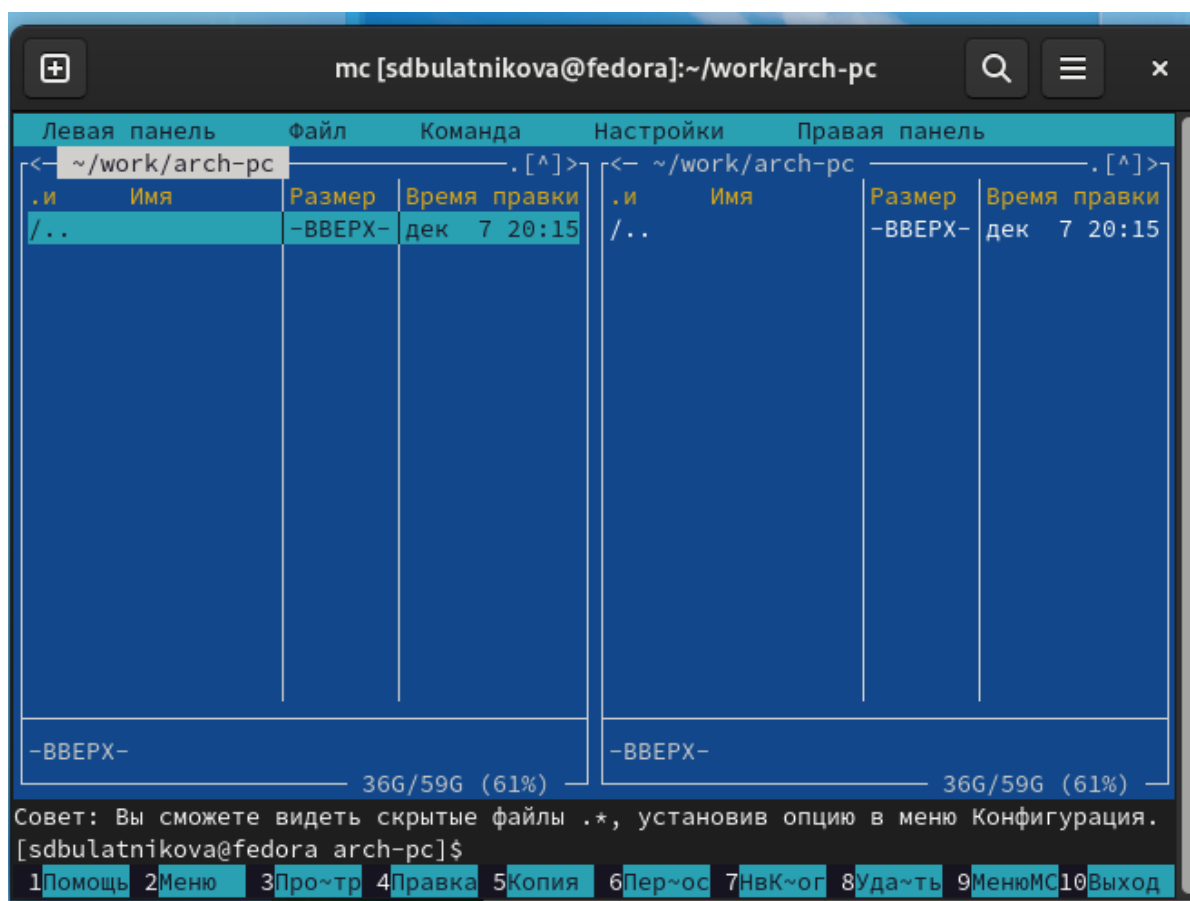 mc [sdbulatnikova@fedora]:~/work/arch-pc
Левая панель Файл Команда Настройки Правая панель
<— ~/work/arch-pc .[^]> <— ~/work/arch-pc .[^]>
.и Имя Размер Время правки .и Имя Размер Время правки
/.. -ВВЕРХ- дек 7 20:15 /.. -ВВЕРХ- дек 7 20:15
-ВВЕРХ- -ВВЕРХ-
36G/59G (61%) 36G/59G (61%)
Совет: Вы сможете видеть скрытые файлы .*, установив опцию в меню Конфигурация.
[sdbulatnikova@fedora arch-pc]$
1Помощь 2Меню 3Про~тр 4Правка 5Копия 6Пер~ос 7НвК~ог 8Уда~ть 9МенюMC10Выход